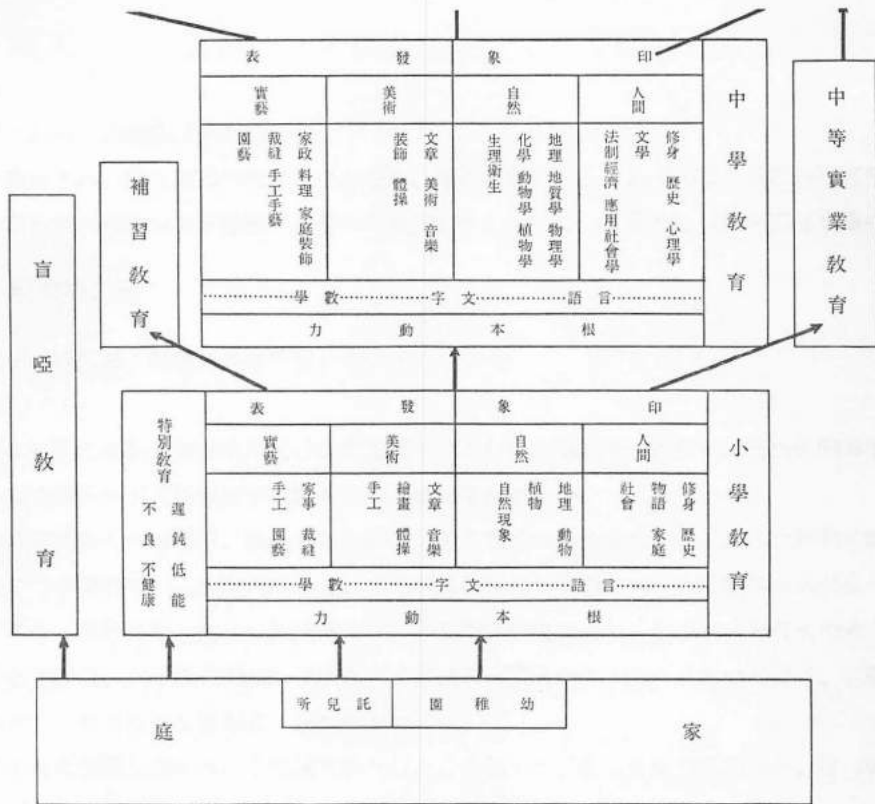 中等實業敎育
中學敎育
印象
發表
人間
自然
美術
實藝
修身 歷史 心理學
文學
法制經濟 應用社會學
地理 地質學 物理學
化學 動物學 植物學
生理衞生
文章 美術 音樂
裝飾 體操
家政 料理 家庭裝飾
裁縫 手工手藝
園藝
言語 文字 數學
根本動力
補習敎育
盲啞敎育
小學敎育
印象
發表
人間
自然
美術
實藝
修身 歷史
物語 家庭
社會
地理 動物
植物
自然現象
文章 音樂
繪畫 體操
手工
家事 裁縫
手工 園藝
言語 文字 數學
根本動力
特別敎育
遲鈍 低能
不良 不健康
幼稚園
託兒所
家庭